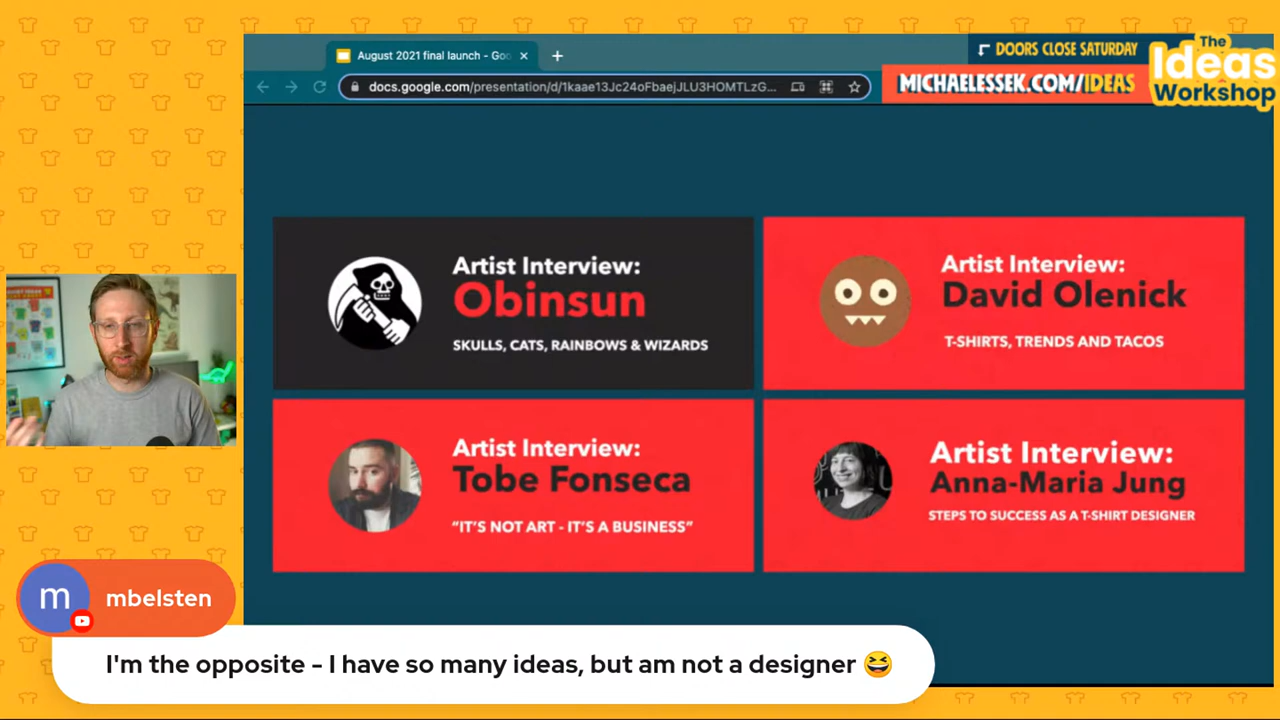 August 2021 final launch - Goo
docs.google.com/presentation/d/1kaae13Jc24oFbaejJLU3HOMTLzG...
DOORS CLOSE SATURDAY
MICHAELESSEK.COM/IDEAS
The
Ideas
Workshop
Artist Interview:
Obinsun
SKULLS, CATS, RAINBOWS & WIZARDS
Artist Interview:
David Olenick
T-SHIRTS, TRENDS AND TACOS
Artist Interview:
Tobe Fonseca
“IT’S NOT ART - IT’S A BUSINESS”
Artist Interview:
Anna-Maria Jung
STEPS TO SUCCESS AS A T-SHIRT DESIGNER
m
mbelsten
I'm the opposite - I have so many ideas, but am not a designer 😆